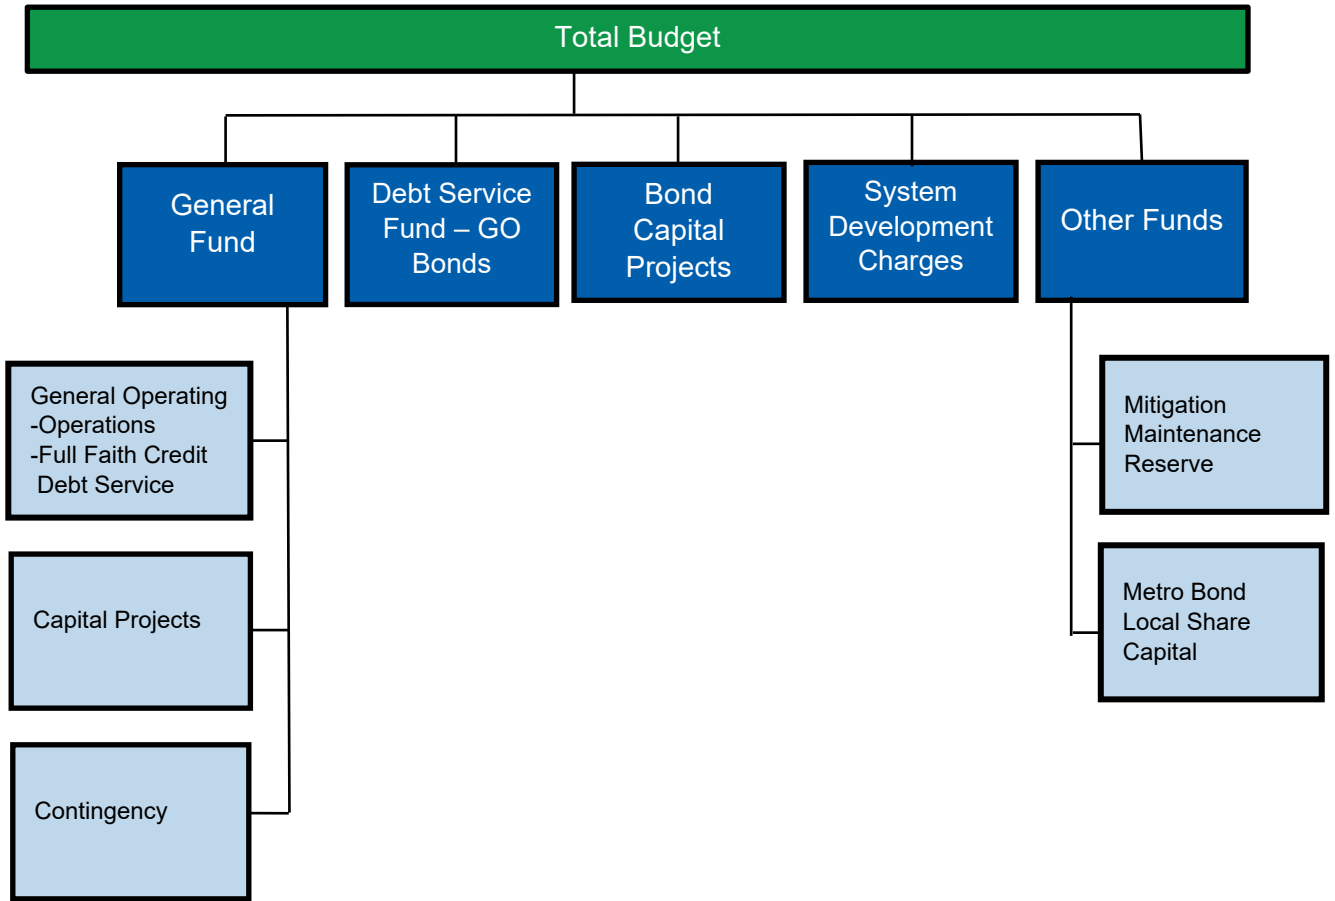 Total Budget
General
Fund
Debt Service
Fund – GO
Bonds
Bond
Capital
Projects
System
Development
Charges
Other Funds
General Operating
-Operations
-Full Faith Credit
Debt Service
Capital Projects
Contingency
Mitigation
Maintenance
Reserve
Metro Bond
Local Share
Capital